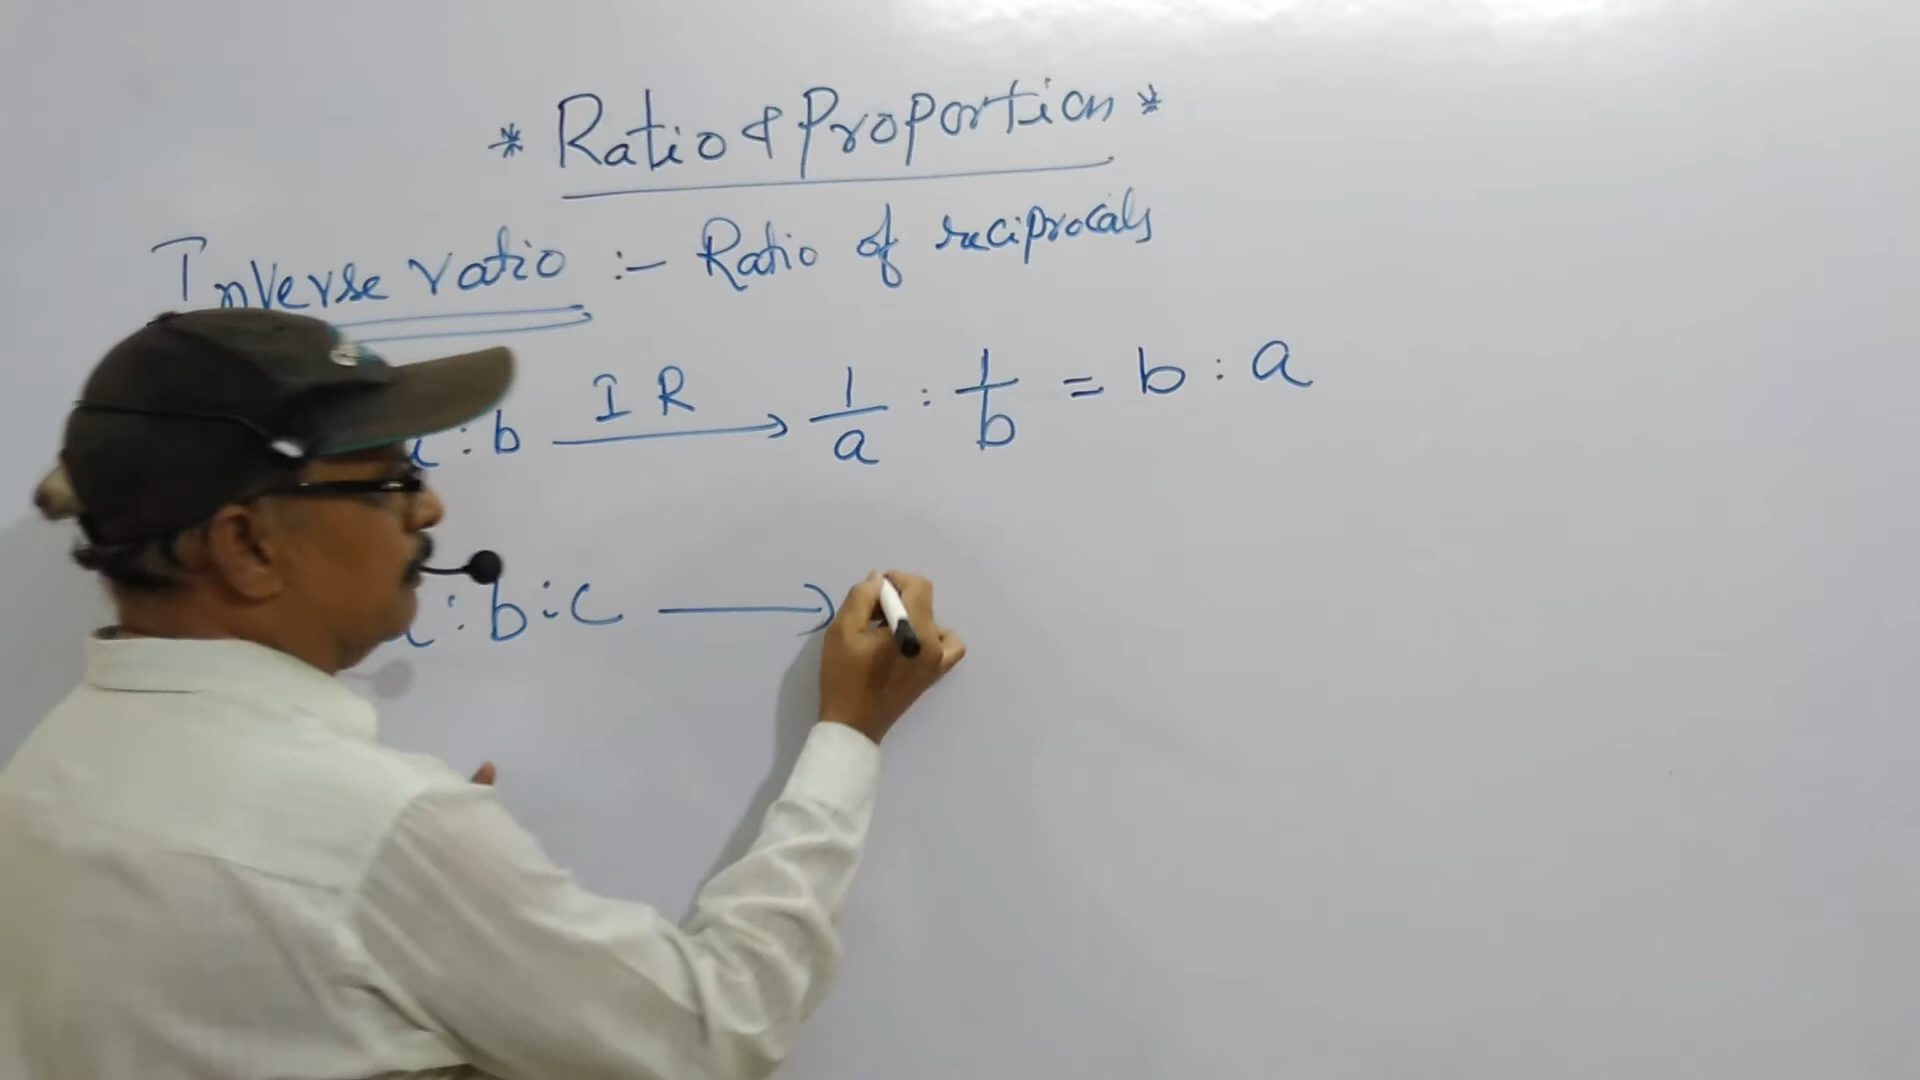 * Ratio & Proportion *
Inverse ratio :- Ratio of reciprocals
a : b IR → 1/a : 1/b = b : a
a : b : c →